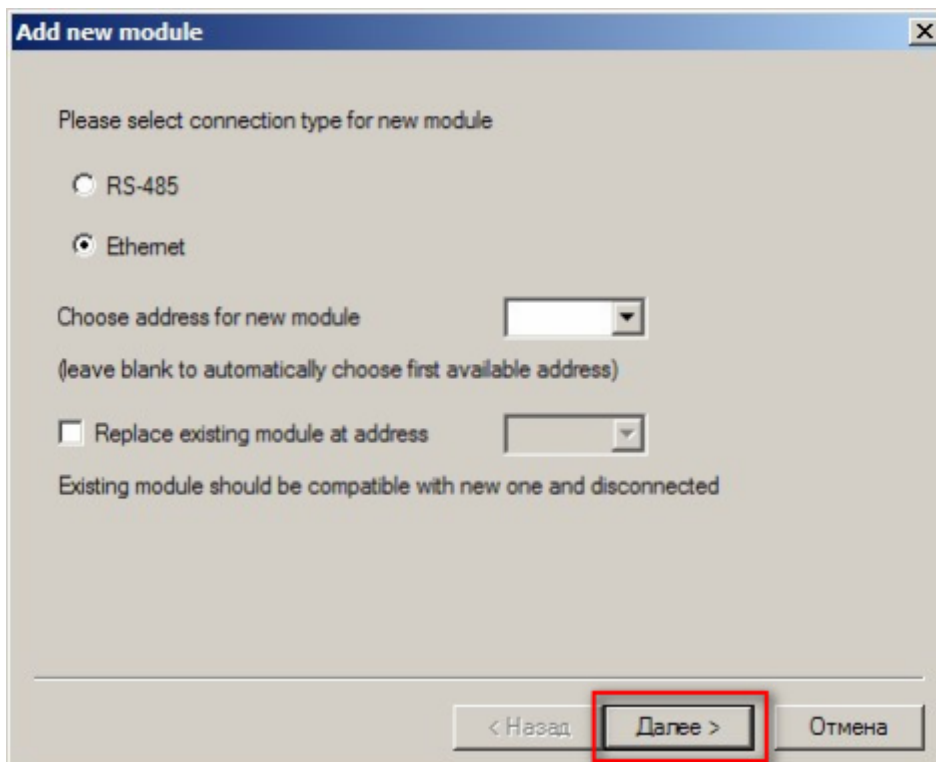 Add new module
Please select connection type for new module
RS-485
Ethernet
Choose address for new module
(leave blank to automatically choose first available address)
Replace existing module at address
Existing module should be compatible with new one and disconnected
< Назад Далее > Отмена